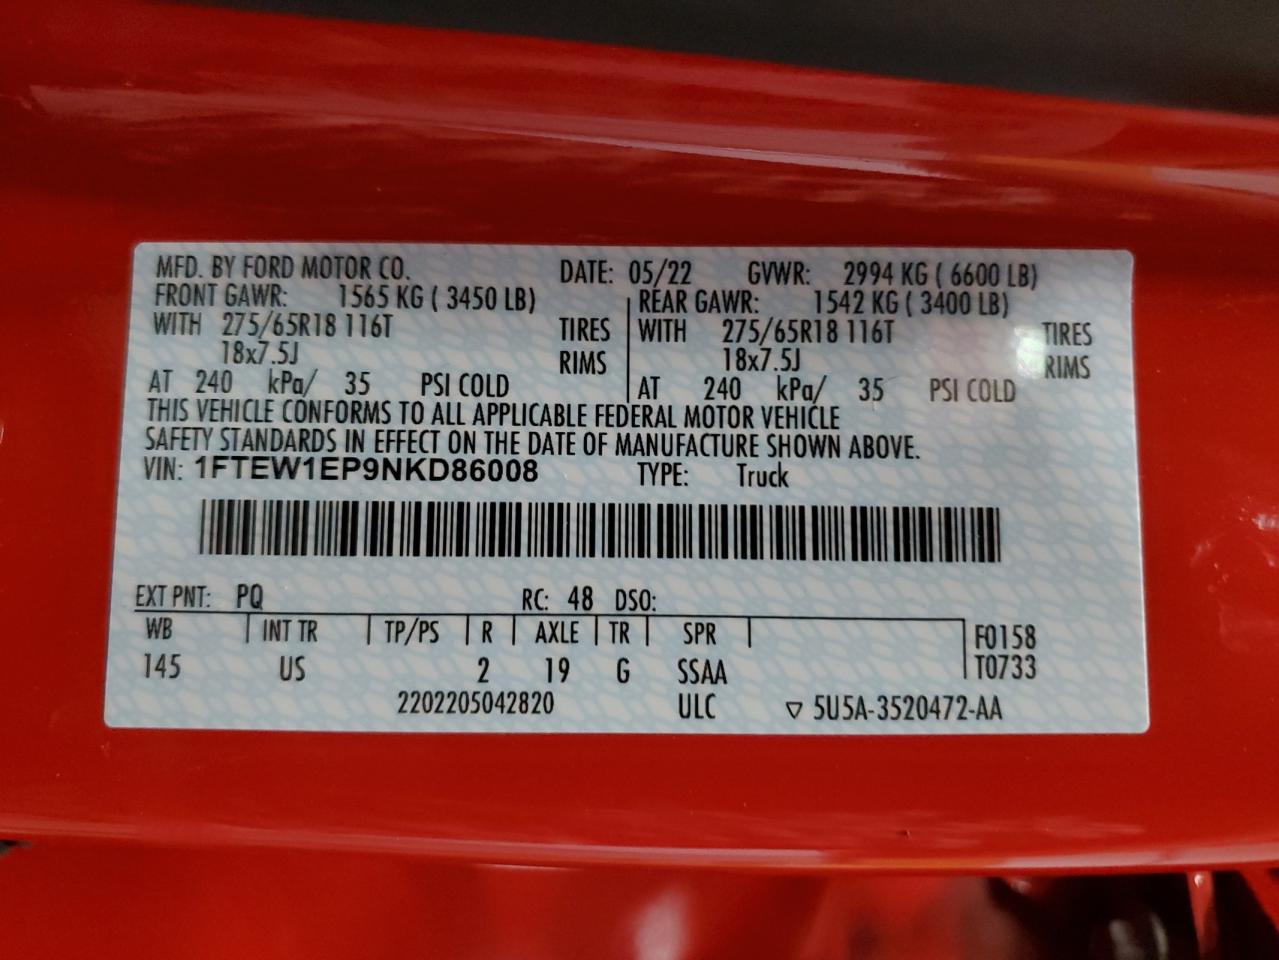 MFD. BY FORD MOTOR CO. DATE: 05/22 GVWR: 2994 KG ( 6600 LB)
FRONT GAWR: 1565 KG ( 3450 LB) REAR GAWR: 1542 KG ( 3400 LB)
WITH 275/65R18 116T TIRES WITH 275/65R18 116T TIRES
18x7.5J RIMS 18x7.5J RIMS
AT 240 kPa/ 35 PSI COLD AT 240 kPa/ 35 PSI COLD
THIS VEHICLE CONFORMS TO ALL APPLICABLE FEDERAL MOTOR VEHICLE
SAFETY STANDARDS IN EFFECT ON THE DATE OF MANUFACTURE SHOWN ABOVE.
VIN: 1FTEW1EP9NKD86008 TYPE: Truck
EXT PNT: PQ RC: 48 DSO:
WB INT TR TP/PS R AXLE TR SPR F0158
145 US 2 19 G SSAA T0733
2202205042820 ULC ▽ 5U5A-3520472-AA